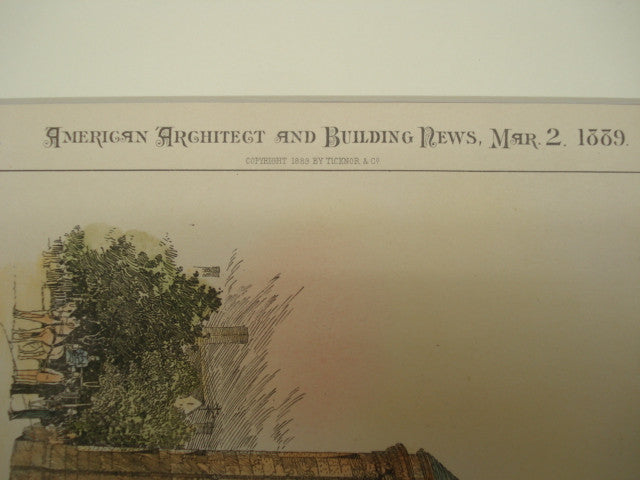 American Architect and Building News, Mar. 2. 1889.
COPYRIGHT 1889 BY TICKNOR & Co